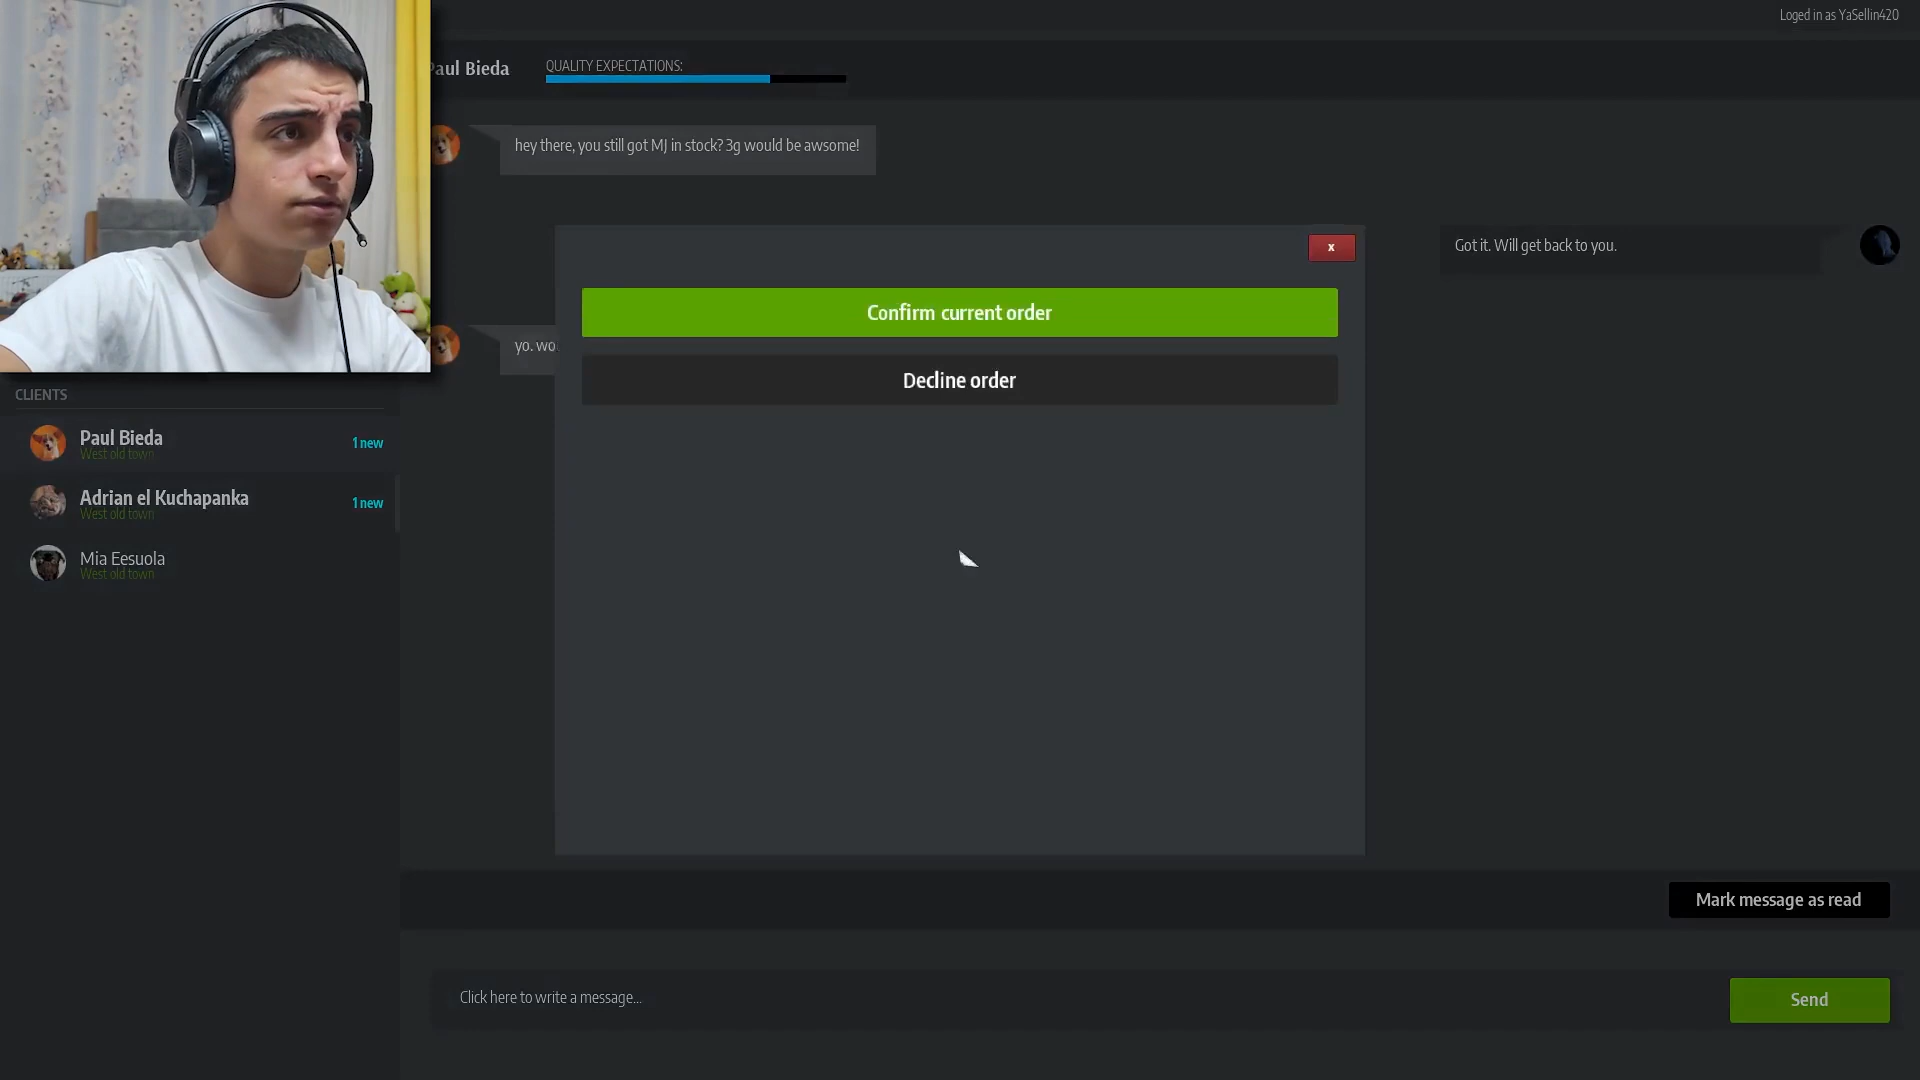 Loged in as YaSellin420
Paul Bieda
QUALITY EXPECTATIONS:
hey there, you still got MJ in stock? 3g would be awsome!
Got it. Will get back to you.
x
Confirm current order
Decline order
yo.
CLIENTS
Paul Bieda
1 new
West old town
Adrian el Kuchapanka
1 new
West old town
Mia Eesuola
West old town
Mark message as read
Click here to write a message...
Send